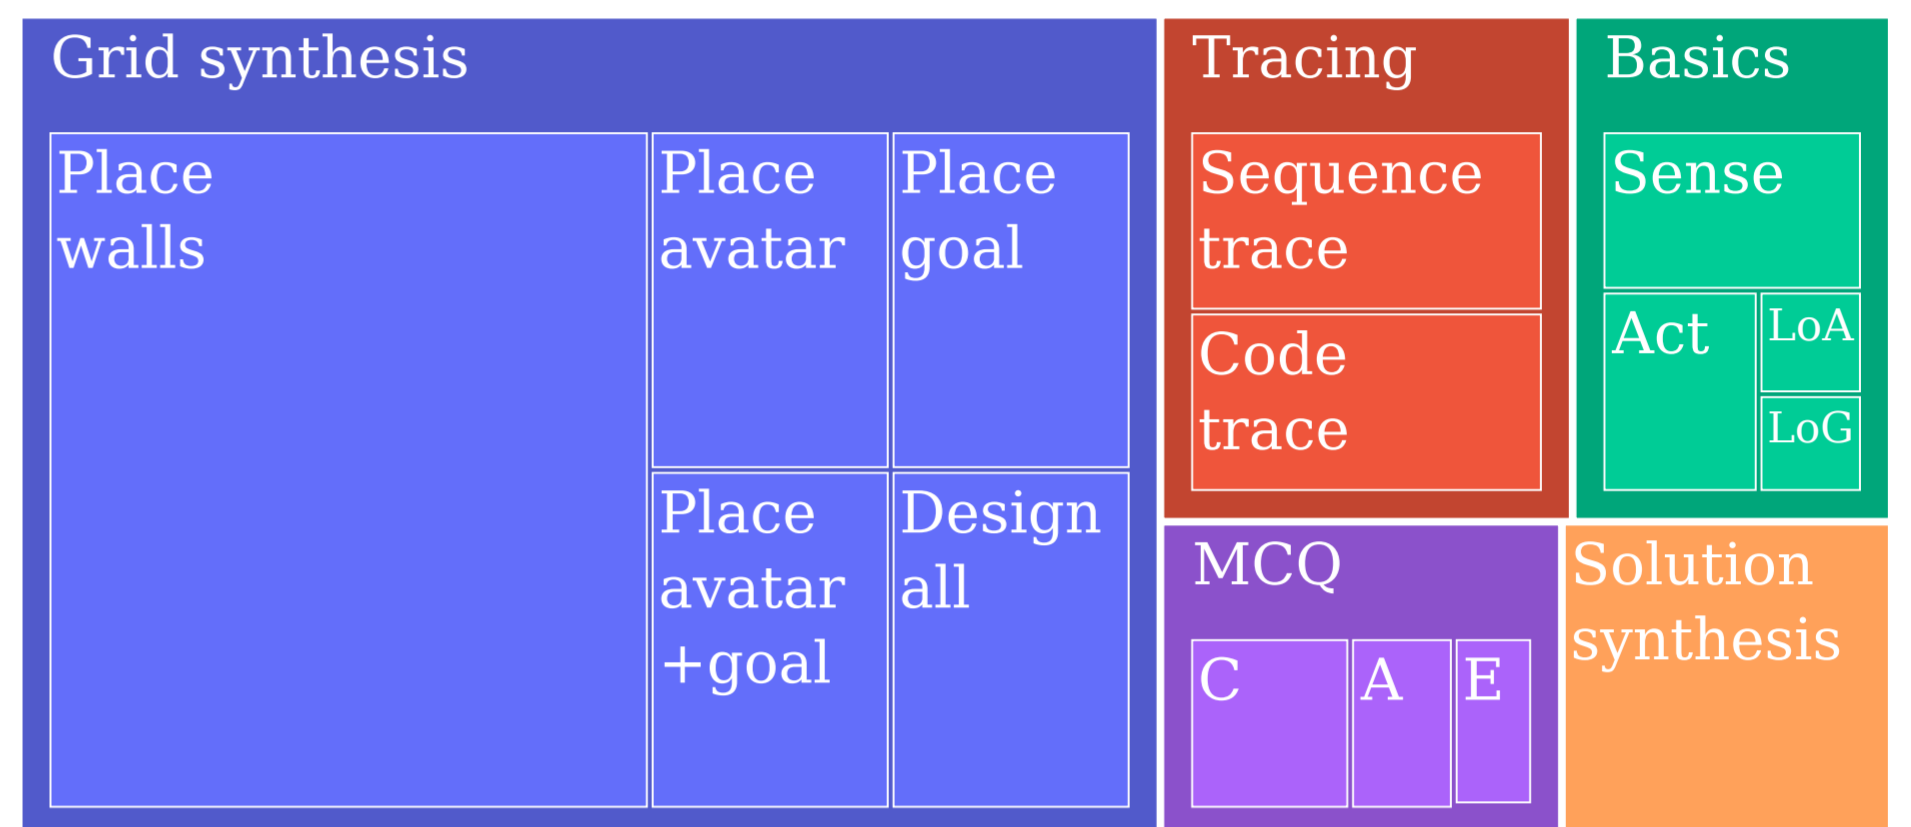 Grid synthesis
Place
walls
Place
avatar
Place
goal
Place
avatar
+goal
Design
all
Tracing
Sequence
trace
Code
trace
Basics
Sense
Act
LoA
LoG
MCQ
C
A
E
Solution
synthesis